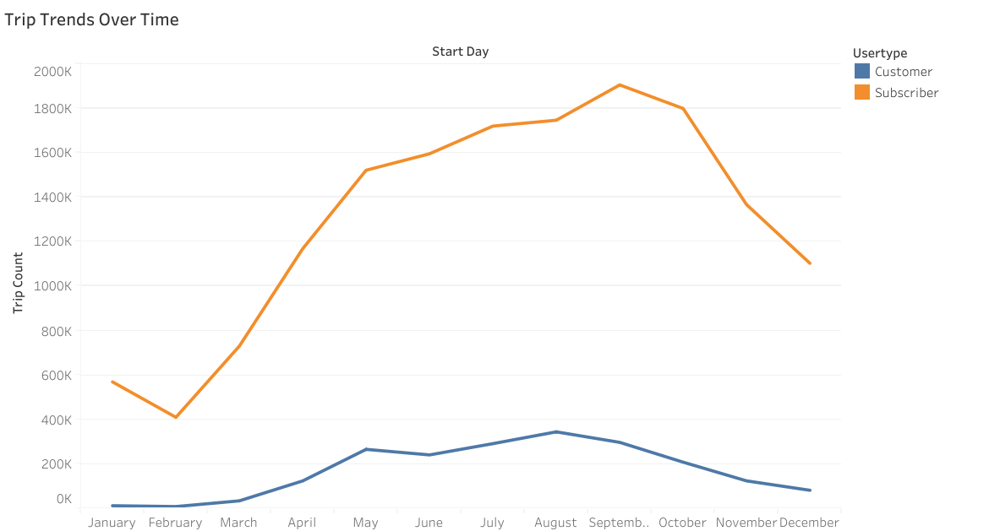 Trip Trends Over Time
Start Day
Usertype
Customer
Subscriber
Trip Count
2000K
1800K
1600K
1400K
1200K
1000K
800K
600K
400K
200K
0K
January February March April May June July August Septemb.. October November December